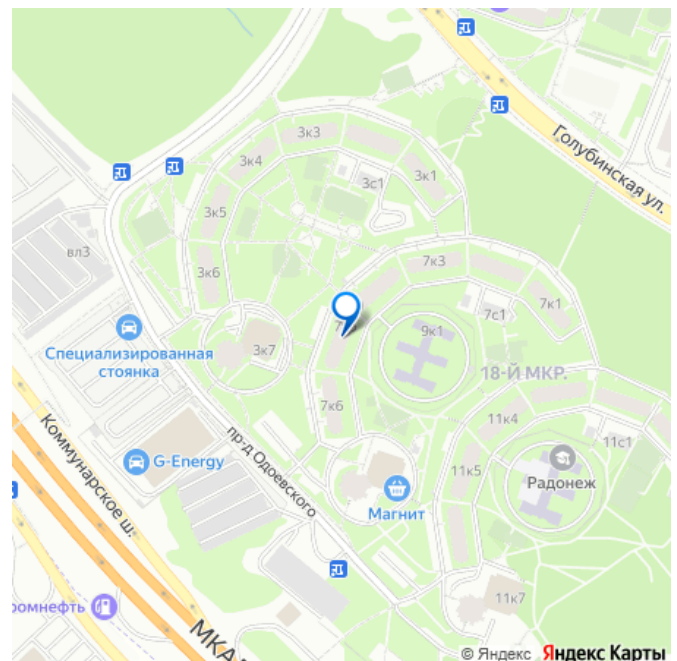 3к3
3к4
3к1
3с1
Голубинская ул.
3к5
вл3
3к6
7к3
7к1
7с1
9к1
3к7
Специализированная
стоянка
18-Й МКР.
7к6
11к4
11с1
пр-д Одоевского
G-Energy
11к5
Радонеж
Коммунарское ш.
Магнит
11к7
ромнефть
МКА
© Яндекс Яндекс Карты